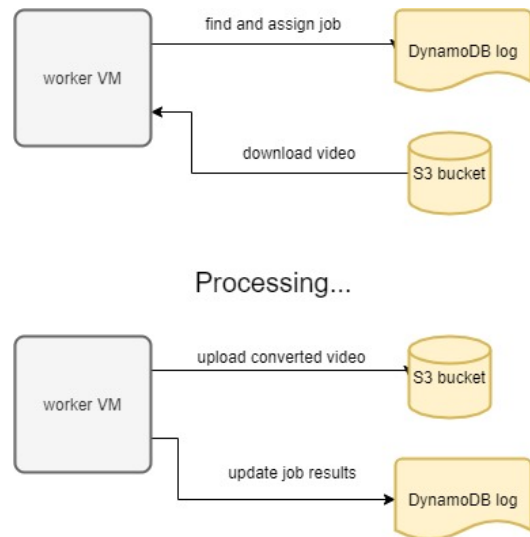 find and assign job
DynamoDB log
worker VM
download video
S3 bucket
Processing...
upload converted video
S3 bucket
worker VM
update job results
DynamoDB log